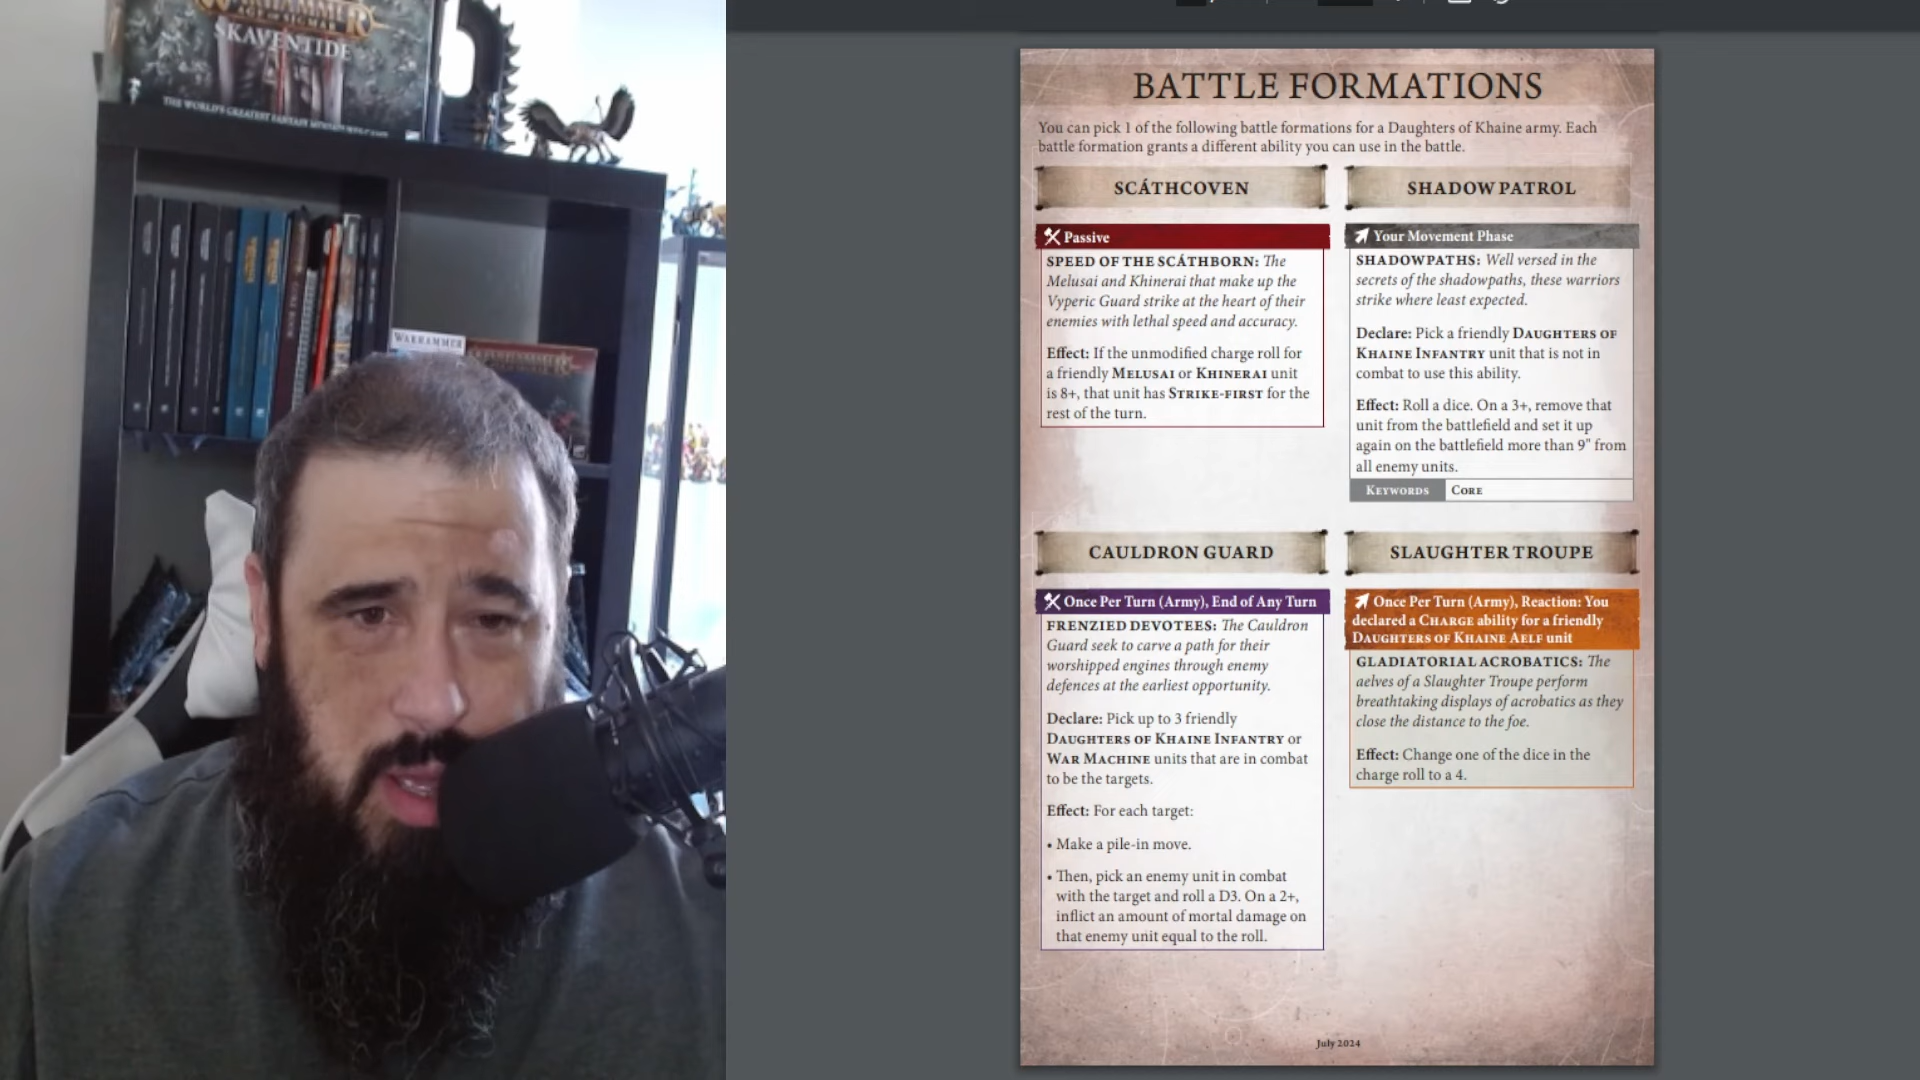 WARHAMMER
AGE OF SIGMAR
SKAVENTIDE
WARHAMMER
BATTLE FORMATIONS
You can pick 1 of the following battle formations for a Daughters of Khaine army. Each
battle formation grants a different ability you can use in the battle.
SCÁTHCOVEN
Passive
SPEED OF THE SCÁTHBORN: The
Melusai and Khinerai that make up the
Vyperic Guard strike at the heart of their
enemies with lethal speed and accuracy.
Effect: If the unmodified charge roll for
a friendly MELUSAI or KHINERAI unit
is 8+, that unit has STRIKE-FIRST for the
rest of the turn.
SHADOW PATROL
Your Movement Phase
SHADOWPATHS: Well versed in the
secrets of the shadowpaths, these warriors
strike where least expected.
Declare: Pick a friendly DAUGHTERS OF
KHAINE INFANTRY unit that is not in
combat to use this ability.
Effect: Roll a dice. On a 3+, remove that
unit from the battlefield and set it up
again on the battlefield more than 9" from
all enemy units.
KEYWORDS CORE
CAULDRON GUARD
Once Per Turn (Army), End of Any Turn
FRENZIED DEVOTEES: The Cauldron
Guard seek to carve a path for their
worshipped engines through enemy
defences at the earliest opportunity.
Declare: Pick up to 3 friendly
DAUGHTERS OF KHAINE INFANTRY or
WAR MACHINE units that are in combat
to be the targets.
Effect: For each target:
• Make a pile-in move.
• Then, pick an enemy unit in combat
with the target and roll a D3. On a 2+,
inflict an amount of mortal damage on
that enemy unit equal to the roll.
SLAUGHTER TROUPE
Once Per Turn (Army), Reaction: You
declared a CHARGE ability for a friendly
DAUGHTERS OF KHAINE AELF unit
GLADIATORIAL ACROBATICS: The
aelves of a Slaughter Troupe perform
breathtaking displays of acrobatics as they
close the distance to the foe.
Effect: Change one of the dice in the
charge roll to a 4.
July 2024